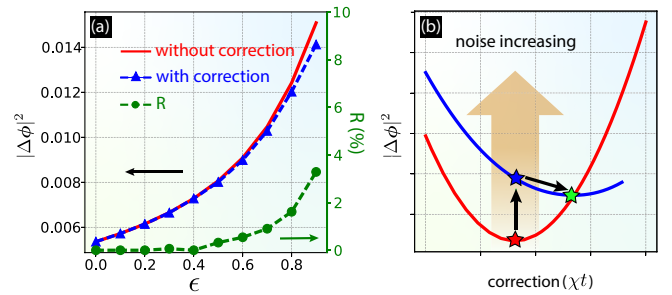 (a)
without correction
with correction
R
|Δϕ|²
0.014
0.012
0.010
0.008
0.006
0.0
0.2
0.4
0.6
0.8
ϵ
10
8
6
4
2
0
R (%)
(b)
noise increasing
|Δϕ|²
correction (χt)